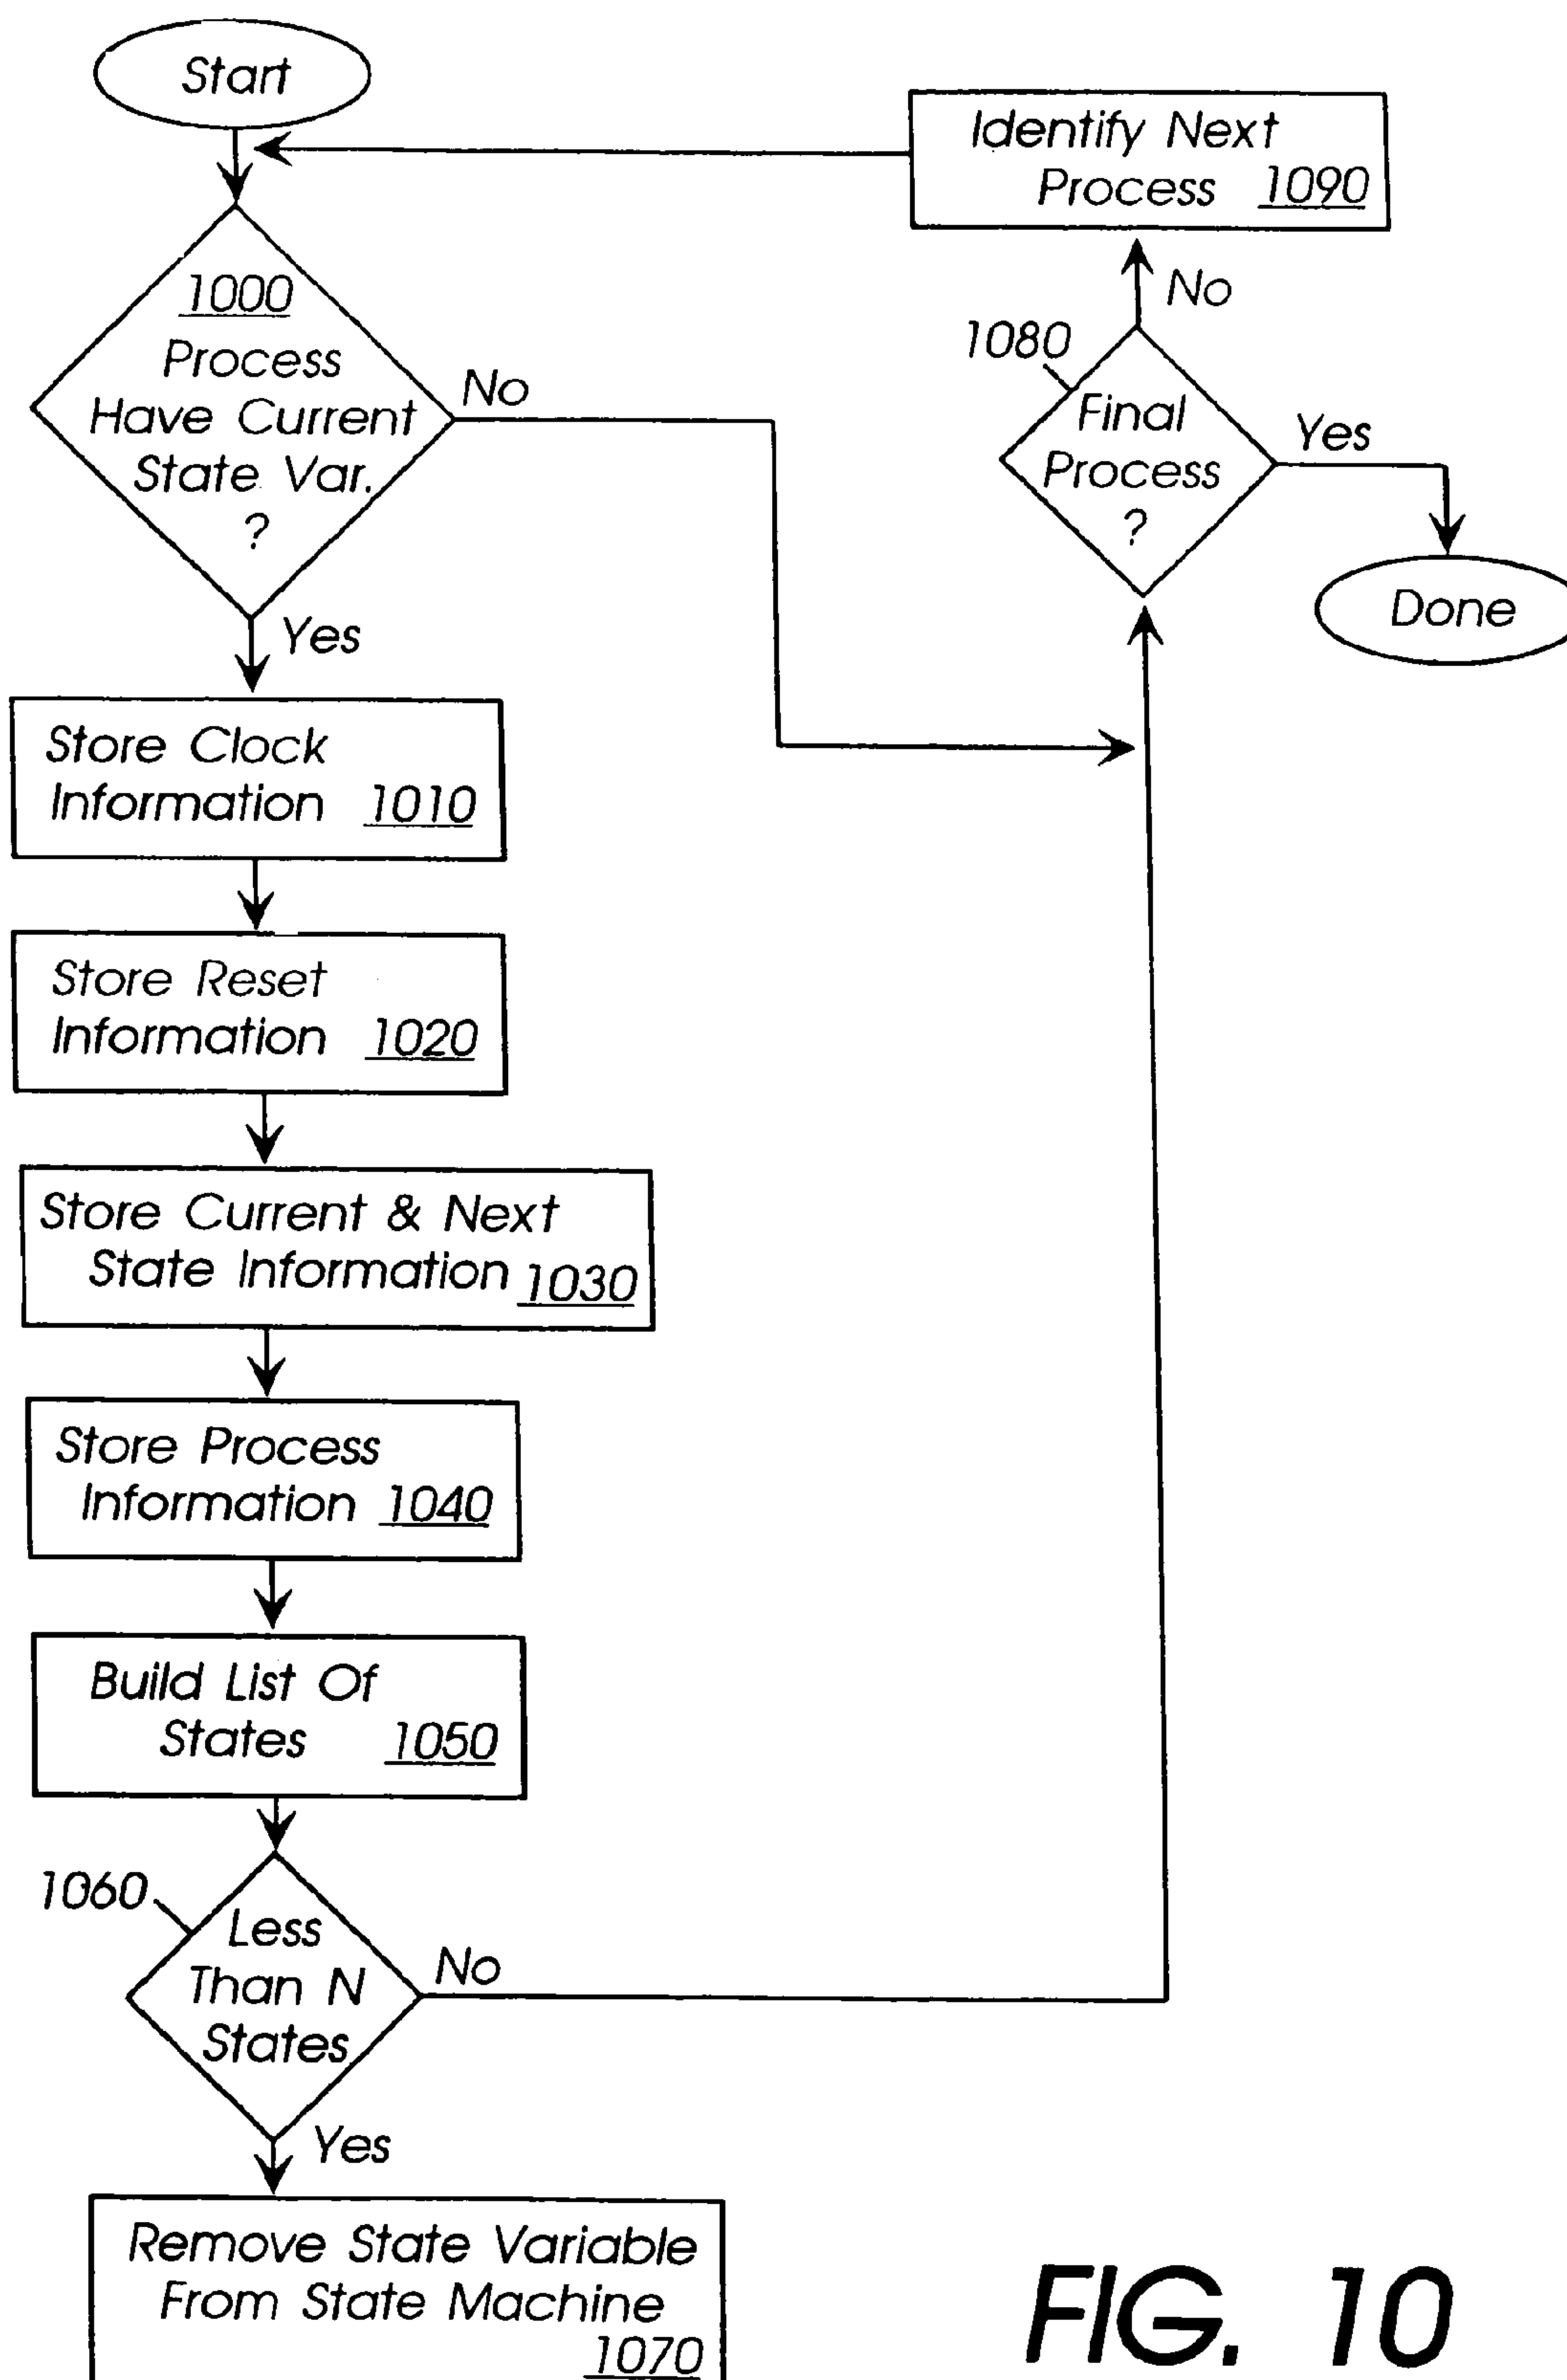 Start
1000
Process
Have Current
State Var.
?
No
Yes
Store Clock
Information 1010
Store Reset
Information 1020
Store Current & Next
State Information 1030
Store Process
Information 1040
Build List Of
States 1050
1060
Less
Than N
States
No
Yes
Remove State Variable
From State Machine
1070
Identify Next
Process 1090
No
1080
Final
Process
?
Yes
Done
FIG. 10